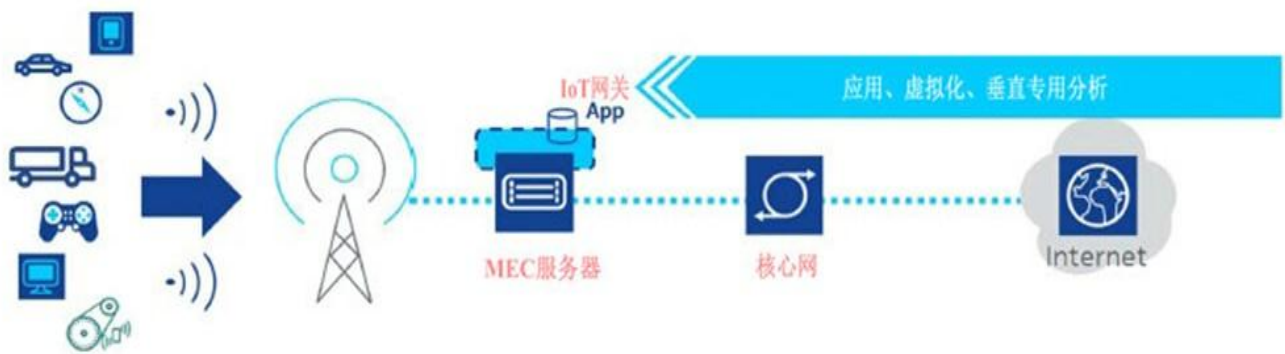 应用、虚拟化、垂直专用分析
IoT网关
App
MEC服务器
核心网
Internet